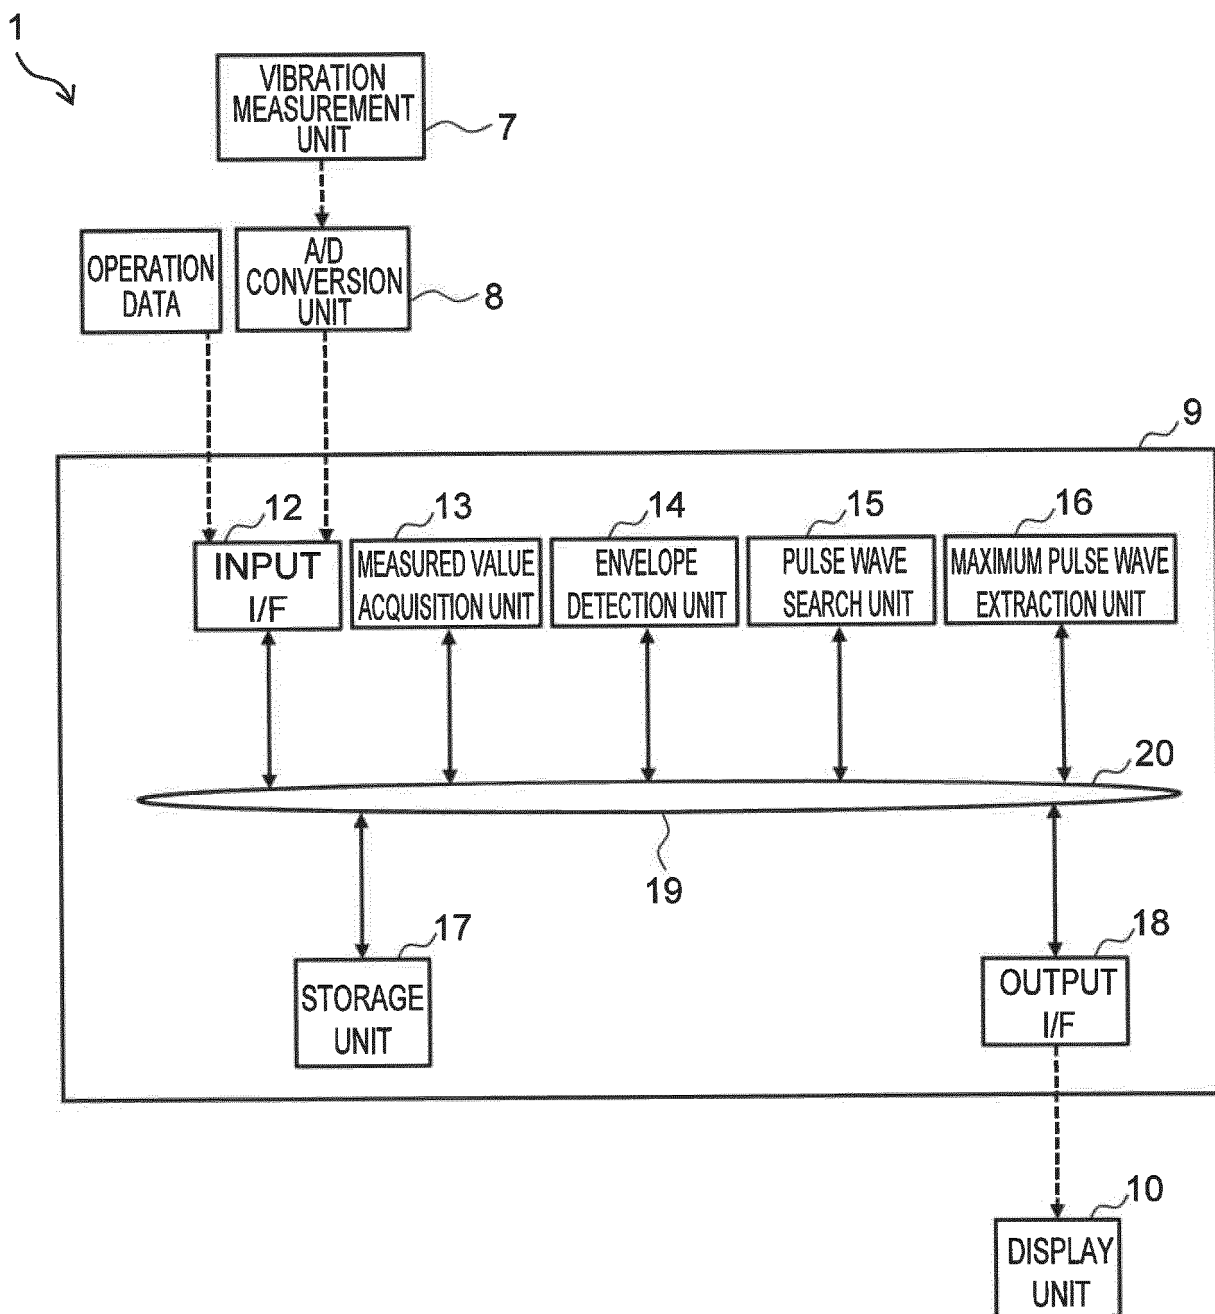 1
VIBRATION
MEASUREMENT
UNIT
7
OPERATION
DATA
A/D
CONVERSION
UNIT
8
9
12
INPUT
I/F
13
MEASURED VALUE
ACQUISITION UNIT
14
ENVELOPE
DETECTION UNIT
15
PULSE WAVE
SEARCH UNIT
16
MAXIMUM PULSE WAVE
EXTRACTION UNIT
20
19
17
STORAGE
UNIT
18
OUTPUT
I/F
10
DISPLAY
UNIT